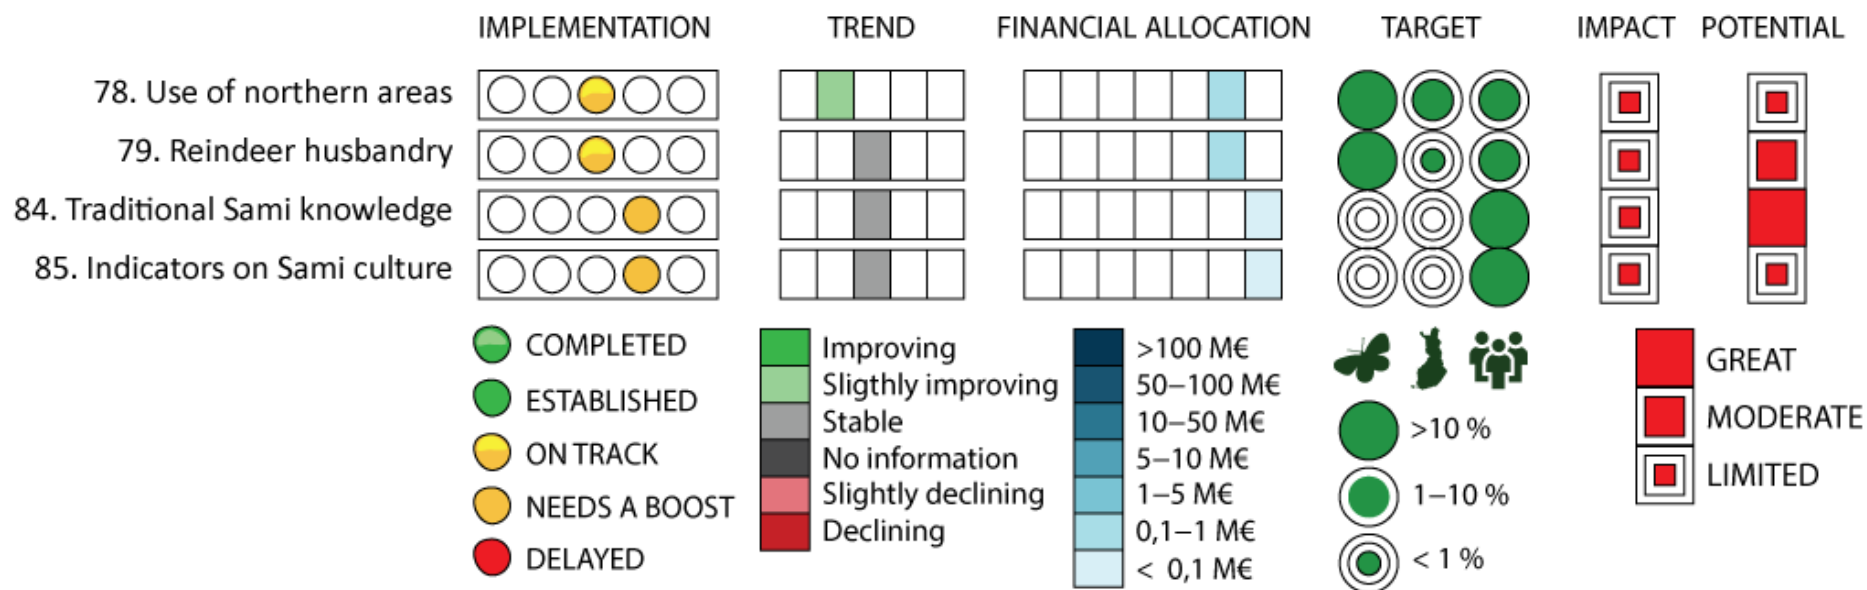 IMPLEMENTATION TREND FINANCIAL ALLOCATION TARGET IMPACT POTENTIAL
78. Use of northern areas
79. Reindeer husbandry
84. Traditional Sami knowledge
85. Indicators on Sami culture
COMPLETED
ESTABLISHED
ON TRACK
NEEDS A BOOST
DELAYED
Improving
Sligthly improving
Stable
No information
Slightly declining
Declining
>100 M€
50–100 M€
10–50 M€
5–10 M€
1–5 M€
0,1–1 M€
< 0,1 M€
>10 %
1–10 %
< 1 %
GREAT
MODERATE
LIMITED